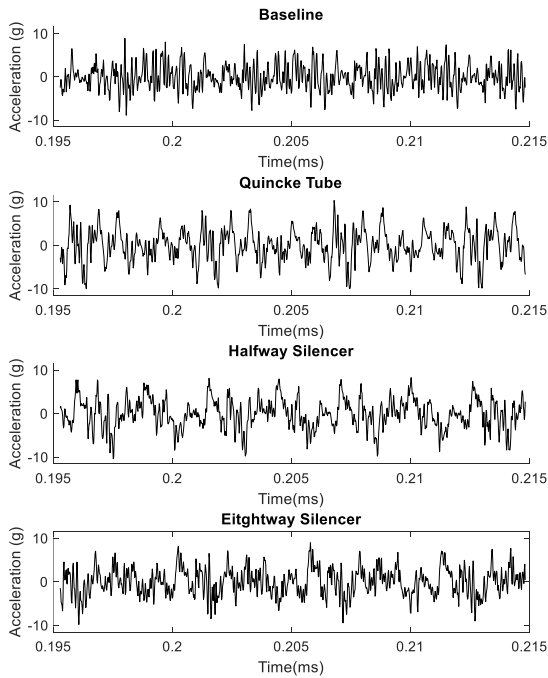 Baseline
Acceleration (g)
10
0
-10
0.195 0.2 0.205 0.21 0.215
Time(ms)
Quincke Tube
Acceleration (g)
10
0
-10
0.195 0.2 0.205 0.21 0.215
Time(ms)
Halfway Silencer
Acceleration (g)
10
0
-10
0.195 0.2 0.205 0.21 0.215
Time(ms)
Eitghtway Silencer
Acceleration (g)
10
0
-10
0.195 0.2 0.205 0.21 0.215
Time(ms)